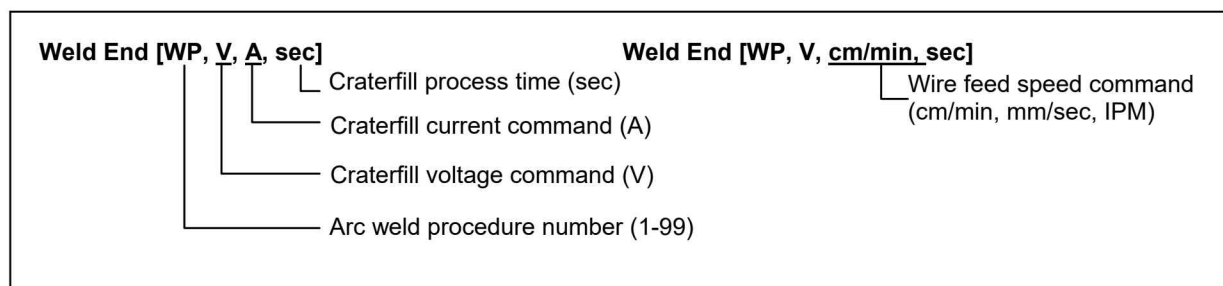 Weld End [WP, V, A, sec]
Craterfill process time (sec)
Craterfill current command (A)
Craterfill voltage command (V)
Arc weld procedure number (1-99)
Weld End [WP, V, cm/min, sec]
Wire feed speed command
(cm/min, mm/sec, IPM)